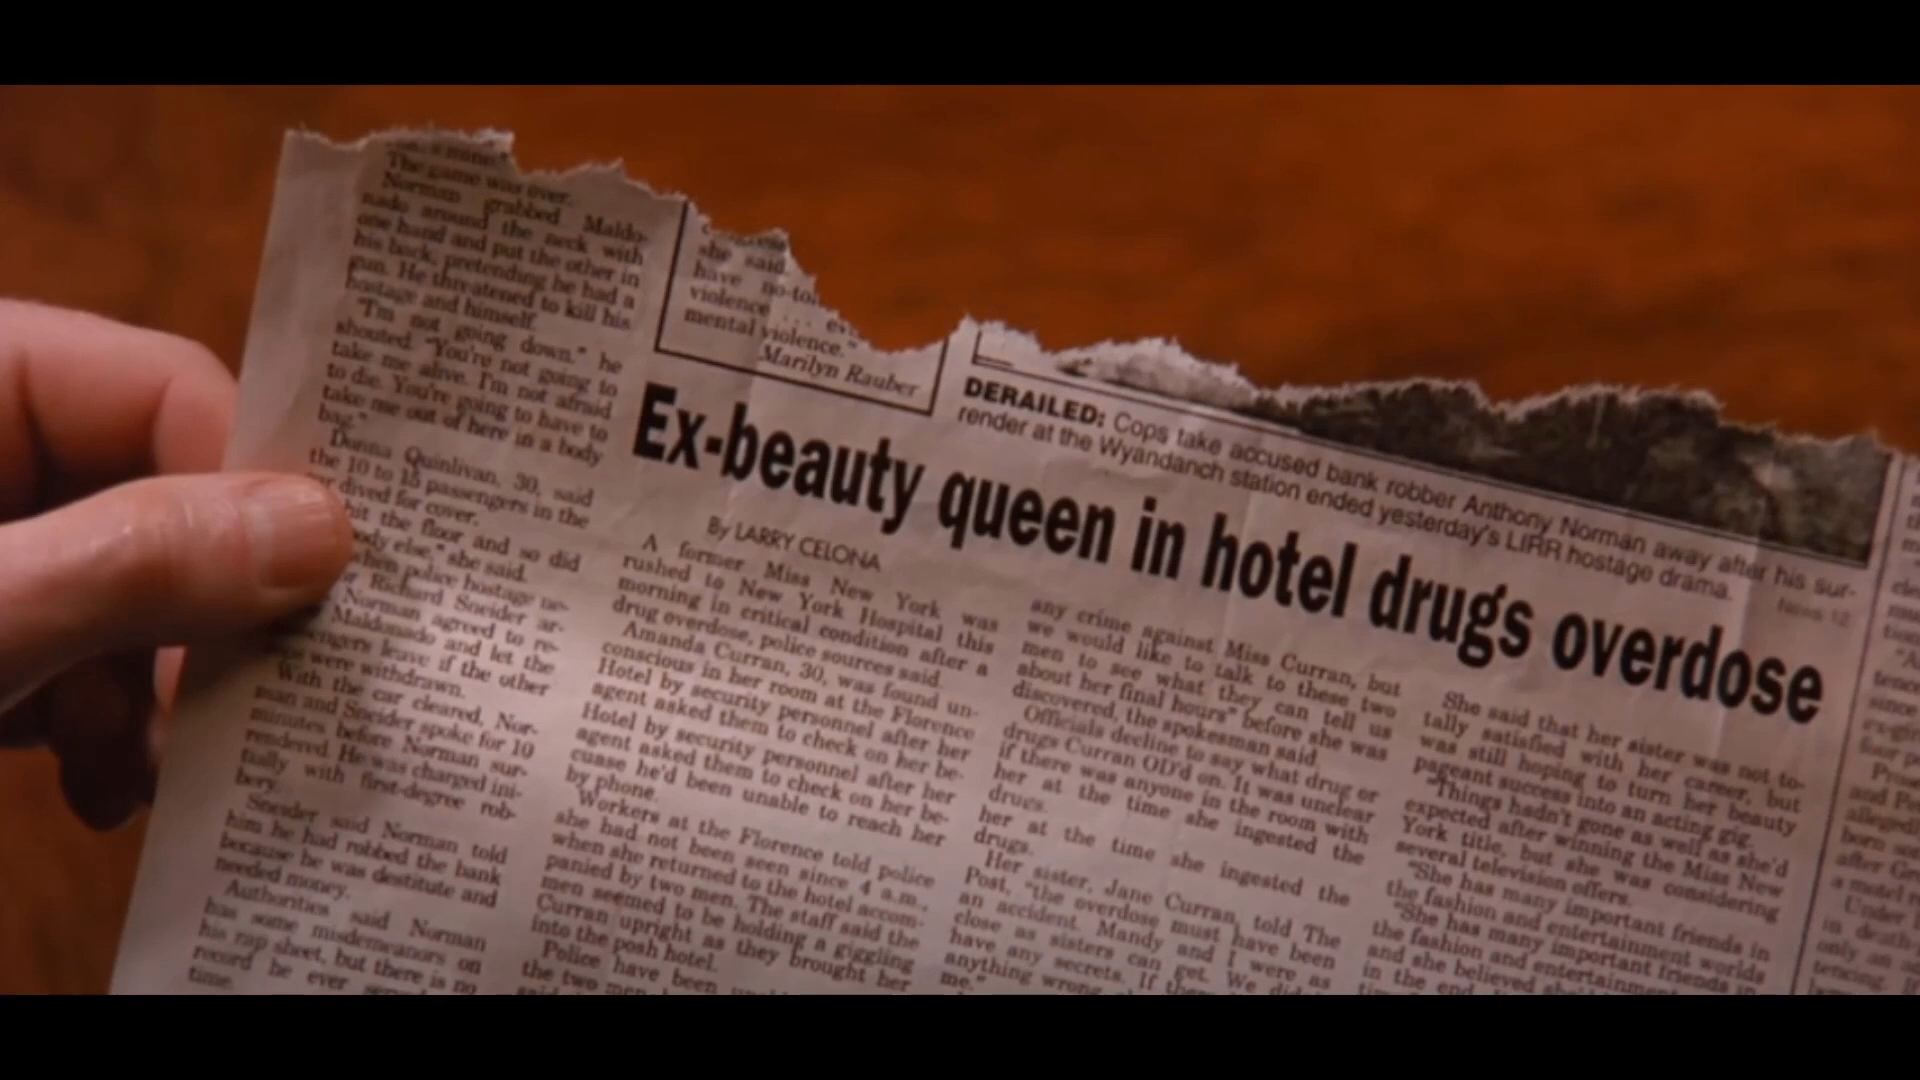 The game was over.
Norman grabbed Maldo-
nado around the neck with
one hand and put the other in
his back, pretending he had a
gun. He threatened to kill his
hostage and himself.
"I'm not going down," he
shouted. "You're not going to
take me alive. I'm not afraid
to die. You're going to have to
take me out of here in a body
bag."
Donna Quinlivan, 30, said
the 10 to 15 passengers in the
dived for cover.
hit the floor and so did
body else," she said.
police hostage ne-
Richard Sneider ar-
Norman agreed to re-
Maldonado and let the
leave if the other
were withdrawn.
With the car cleared, Nor-
man and Sneider spoke for 10
minutes before Norman sur-
rendered. He was charged ini-
tially with first-degree rob-
bery.
Sneider said Norman told
him he had robbed the bank
because he was destitute and
needed money.
Authorities said Norman
has some misdemeanors on
his rap sheet, but there is no
record he ever
time.
she said.
have no-tol
violence . . . ev
mental violence."
Marilyn Rauber
DERAILED: Cops take accused bank robber Anthony Norman away after his sur-
render at the Wyandanch station ended yesterday's LIRR hostage drama.
Ex-beauty queen in hotel drugs overdose
By LARRY CELONA
A former Miss New York was
rushed to New York Hospital this
morning in critical condition after a
drug overdose, police sources said.
Amanda Curran, 30, was found un-
conscious in her room at the Florence
Hotel by security personnel after her
agent asked them to check on her be-
Hotel by security personnel after her
agent asked them to check on her be-
cause he'd been unable to reach her
by phone.
Workers at the Florence told police
she had not been seen since 4 a.m.,
when she returned to the hotel accom-
panied by two men. The staff said the
men seemed to be holding a giggling
Curran upright as they brought her
into the posh hotel.
Police have been
the two men
any crime against Miss Curran, but
we would like to talk to these two
men to see what they can tell us
about her final hours" before she was
discovered, the spokesman said.
Officials decline to say what drug or
drugs Curran OD'd on. It was unclear
if there was anyone in the room with
her at the time she ingested the
drugs.
her at the time she ingested the
drugs.
Her sister, Jane Curran, told The
Post, "the overdose must have been
an accident. Mandy and I were as
close as sisters can get. We
have any secrets. If
anything wrong,
me."
She said that her sister was not to-
tally satisfied with her career, but
was still hoping to turn her beauty
pageant success into an acting gig.
"Things hadn't gone as well as she'd
expected after winning the Miss New
York title, but she was considering
several television offers.
"She has many important friends in
the fashion and entertainment worlds
"She has many important friends in
the fashion and entertainment
and she believed
in the end